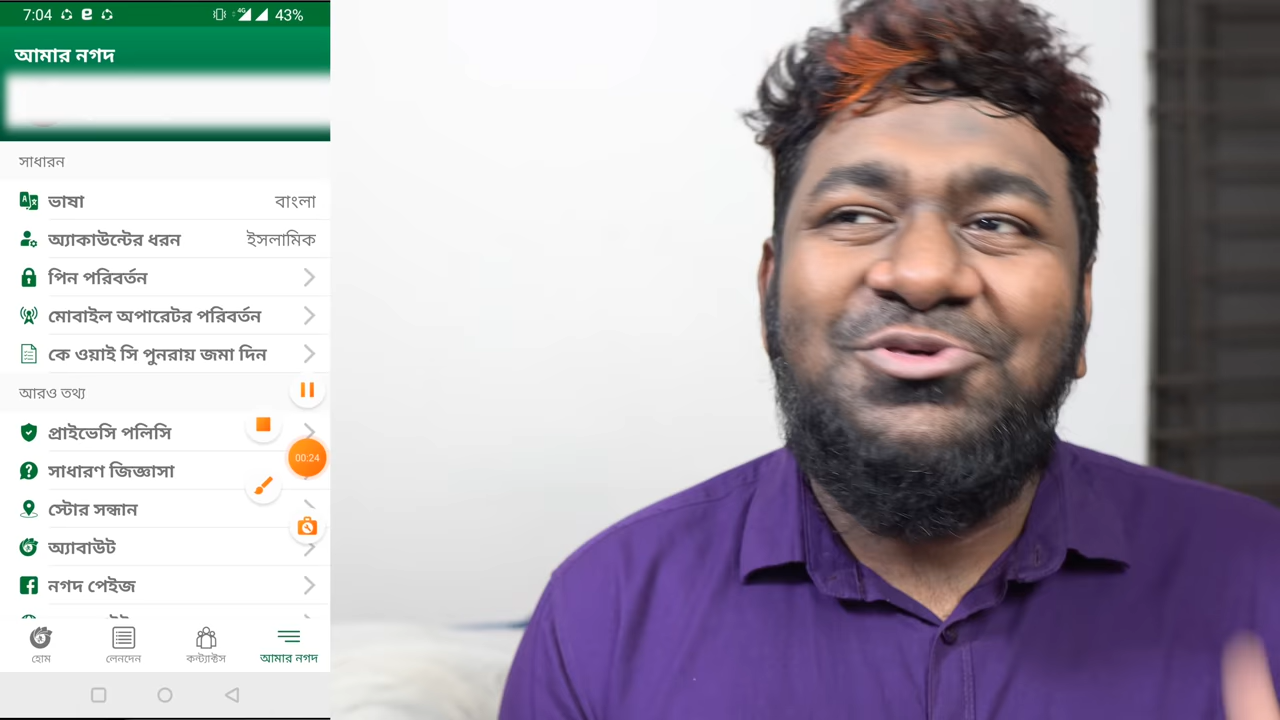 7:04
4G
43%
আমার নগদ
সাধারন
ভাষা
বাংলা
অ্যাকাউন্টের ধরন
ইসলামিক
পিন পরিবর্তন
মোবাইল অপারেটর পরিবর্তন
কে ওয়াই সি পুনরায় জমা দিন
আরও তথ্য
প্রাইভেসি পলিসি
সাধারণ জিজ্ঞাসা
00:24
স্টোর সন্ধান
অ্যাবাউট
নগদ পেইজ
হোম
লেনদেন
কন্ট্যাক্টস
আমার নগদ